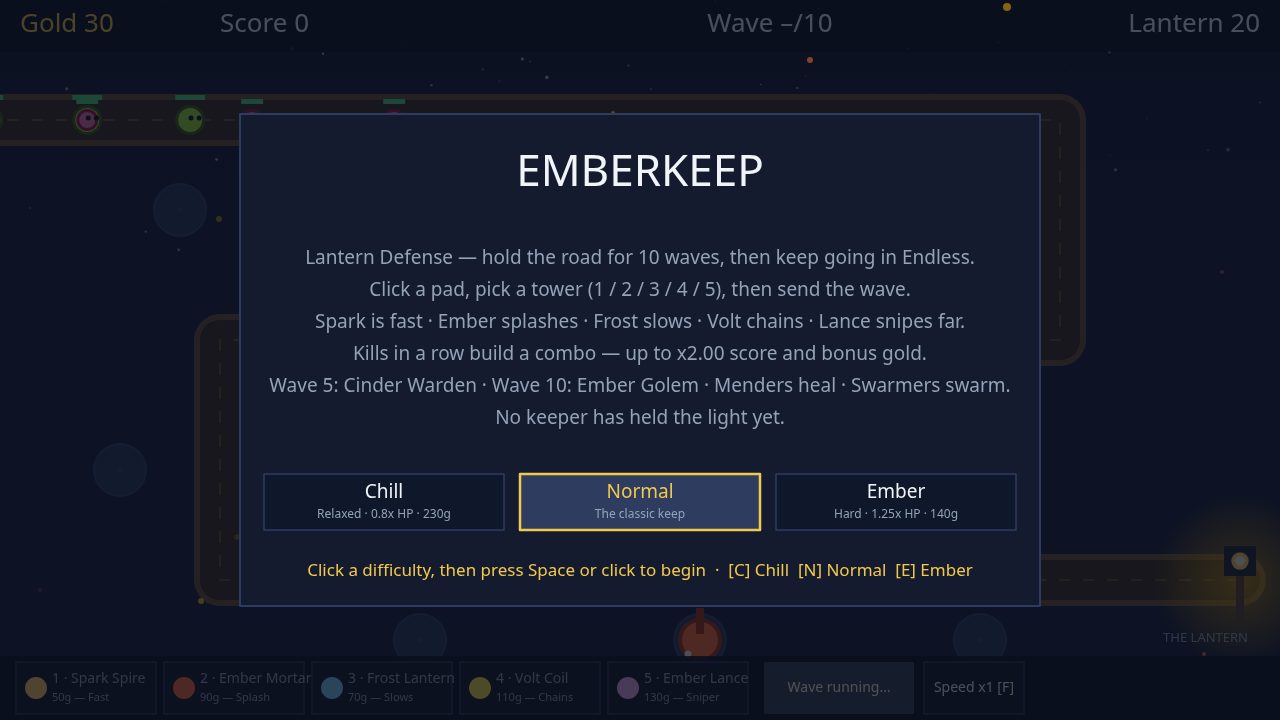 Gold 30
Score 0
Wave –/10
Lantern 20
EMBERKEEP
Lantern Defense — hold the road for 10 waves, then keep going in Endless.
Click a pad, pick a tower (1 / 2 / 3 / 4 / 5), then send the wave.
Spark is fast · Ember splashes · Frost slows · Volt chains · Lance snipes far.
Kills in a row build a combo — up to x2.00 score and bonus gold.
Wave 5: Cinder Warden · Wave 10: Ember Golem · Menders heal · Swarmers swarm.
No keeper has held the light yet.
Chill
Relaxed · 0.8x HP · 230g
Normal
The classic keep
Ember
Hard · 1.25x HP · 140g
Click a difficulty, then press Space or click to begin · [C] Chill [N] Normal [E] Ember
THE LANTERN
1 · Spark Spire
50g — Fast
2 · Ember Mortar
90g — Splash
3 · Frost Lantern
70g — Slows
4 · Volt Coil
110g — Chains
5 · Ember Lance
130g — Sniper
Wave running...
Speed x1 [F]